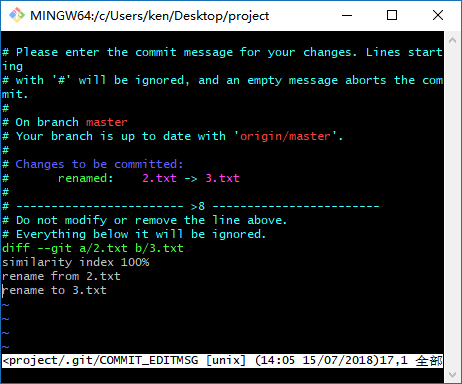 MINGW64:/c/Users/ken/Desktop/project
# Please enter the commit message for your changes. Lines start
ing
# with '#' will be ignored, and an empty message aborts the com
mit.
#
# On branch master
# Your branch is up to date with 'origin/master'.
#
# Changes to be committed:
#       renamed:    2.txt -> 3.txt
#
# ------------------------ >8 ------------------------
# Do not modify or remove the line above.
# Everything below it will be ignored.
diff --git a/2.txt b/3.txt
similarity index 100%
rename from 2.txt
rename to 3.txt
~
~
~
~
<project/.git/COMMIT_EDITMSG [unix] (14:05 15/07/2018)17,1 全部